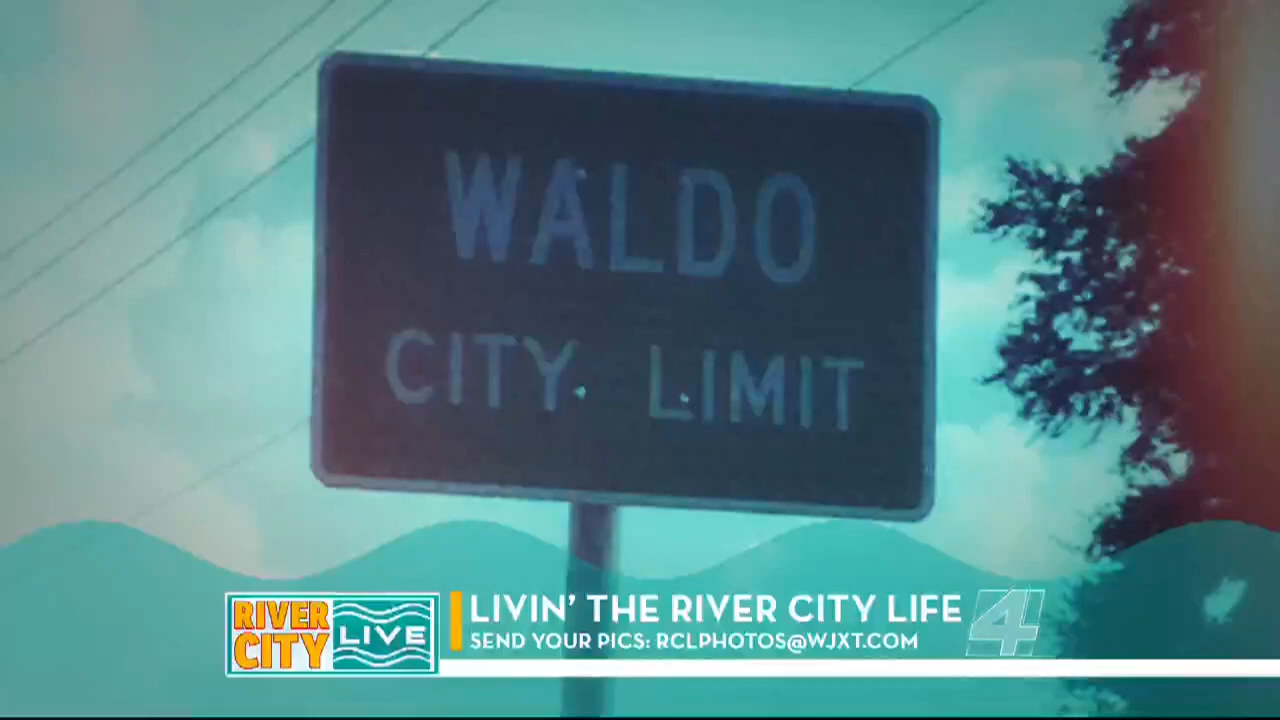 WALDO
CITY LIMIT
RIVER CITY LIVE
LIVIN' THE RIVER CITY LIFE
SEND YOUR PICS: RCLPHOTOS@WJXT.COM
4